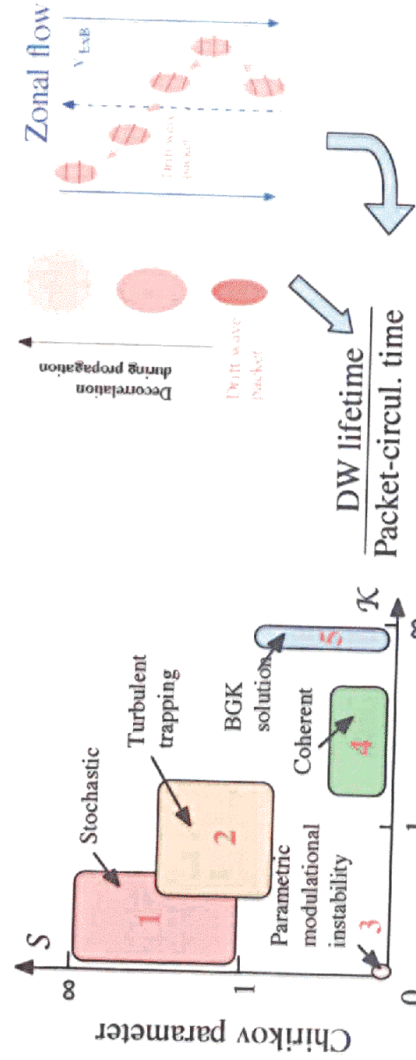 Chirikov parameter
S
∞
1
0
1
∞
K
Stochastic
1
Turbulent
trapping
2
Parametric
modulational
instability
3
BGK
solution
5
Coherent
4
DW lifetime
Packet-circul. time
Decorrelation
during propagation
Drift wave
packet
Zonal flow
V ExB
Drift wave
packet